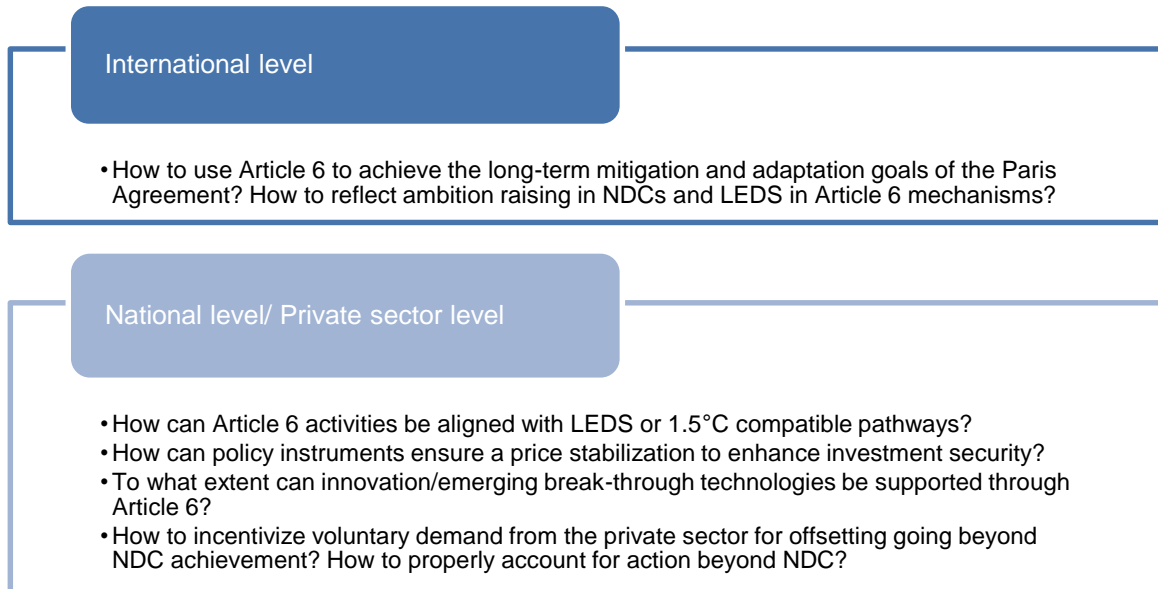 International level
•How to use Article 6 to achieve the long-term mitigation and adaptation goals of the Paris
Agreement? How to reflect ambition raising in NDCs and LEDS in Article 6 mechanisms?
National level/ Private sector level
•How can Article 6 activities be aligned with LEDS or 1.5°C compatible pathways?
•How can policy instruments ensure a price stabilization to enhance investment security?
•To what extent can innovation/emerging break-through technologies be supported through
Article 6?
•How to incentivize voluntary demand from the private sector for offsetting going beyond
NDC achievement? How to properly account for action beyond NDC?